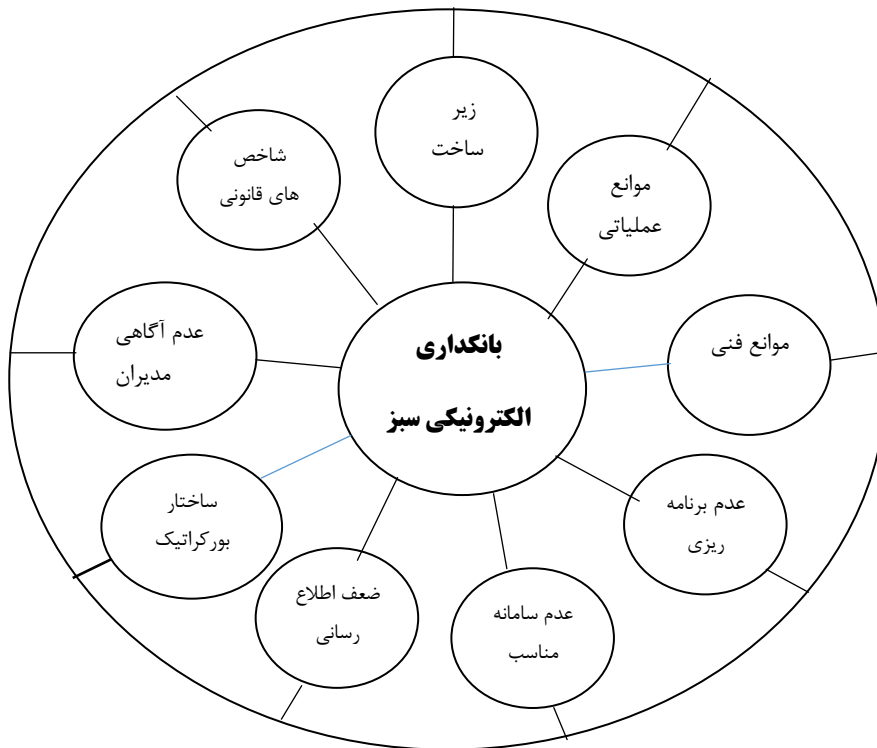 زیر
ساخت
موانع
عملیاتی
موانع فنی
عدم برنامه
ریزی
عدم سامانه
مناسب
ضعف اطلاع
رسانی
ساختار
بورکراتیک
عدم آگاهی
مدیران
شاخص
های قانونی
بانکداری
الکترونیکی سبز